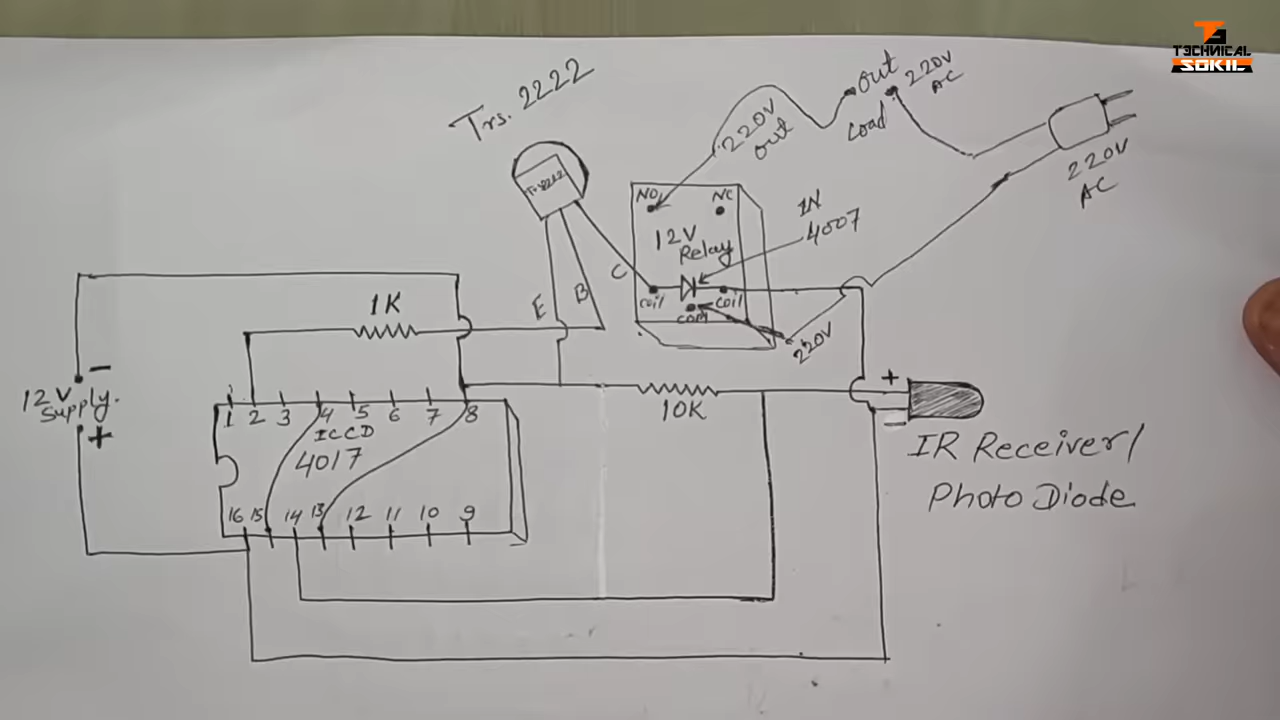 TECHNICAL
SOKIL
Trs. 2222
220V
out
out
Load
220V
AC
220V
AC
NO
NC
12V
Relay
IN
4007
C
coil
coil
com
220V
E
B
1K
12V
Supply.
-
+
1 2 3 4 5 6 7 8
ICCD
4017
16 15 14 13 12 11 10 9
10K
+
-
IR Receiver/
Photo Diode